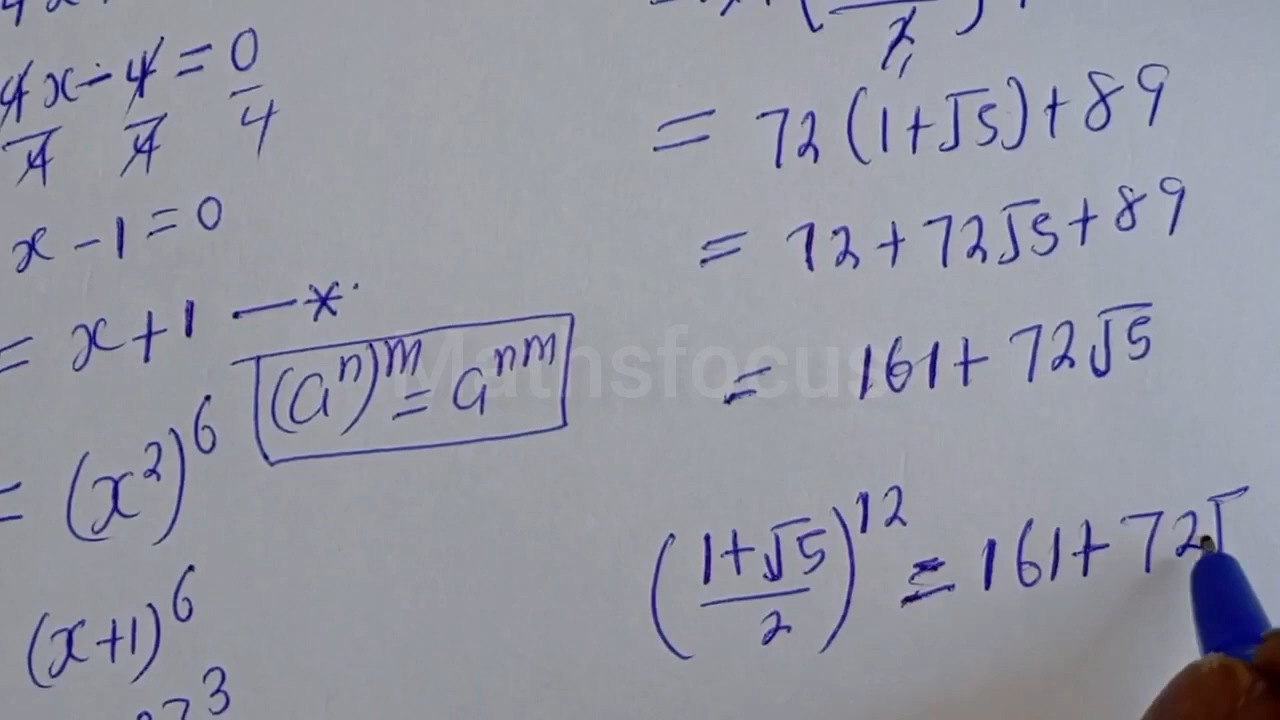 4x - 4 = 0
4 4 4
x - 1 = 0
= x + 1 —*
(a^n)^m = a^{nm}
= (x^2)^6
(x+1)^6
3
= 72(1+√5)+89
= 72+72√5+89
= 161+72√5
((1+√5)/2)^12 = 161+72√
Mathsfocus